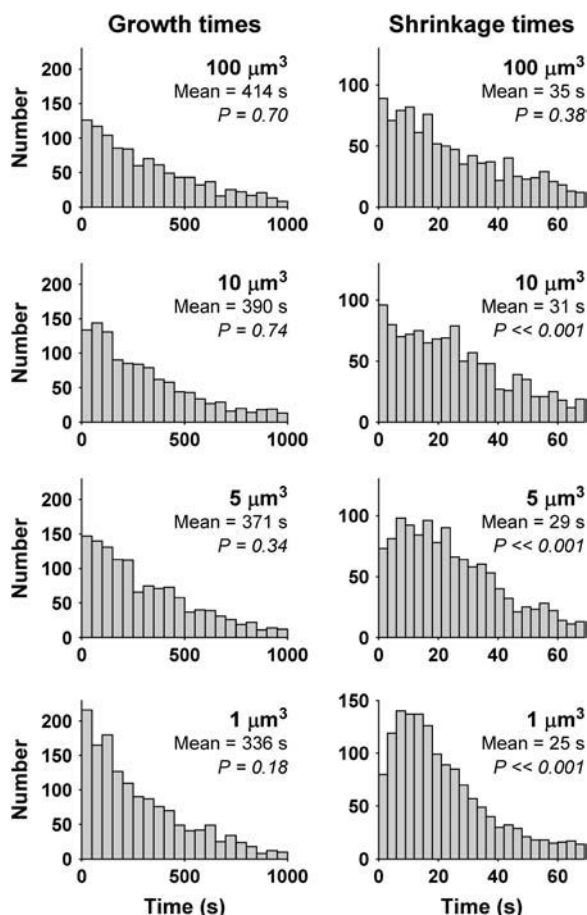 Growth times
Shrinkage times
100 μm³
Mean = 414 s
P = 0.70
Number
200
150
100
50
0
0 500 1000
100 μm³
Mean = 35 s
P = 0.38
100
50
0
0 20 40 60
10 μm³
Mean = 390 s
P = 0.74
Number
200
150
100
50
0
0 500 1000
10 μm³
Mean = 31 s
P << 0.001
100
50
0
0 20 40 60
5 μm³
Mean = 371 s
P = 0.34
Number
200
150
100
50
0
0 500 1000
5 μm³
Mean = 29 s
P << 0.001
100
50
0
0 20 40 60
1 μm³
Mean = 336 s
P = 0.18
Number
200
150
100
50
0
0 500 1000
Time (s)
1 μm³
Mean = 25 s
P << 0.001
150
100
50
0
0 20 40 60
Time (s)